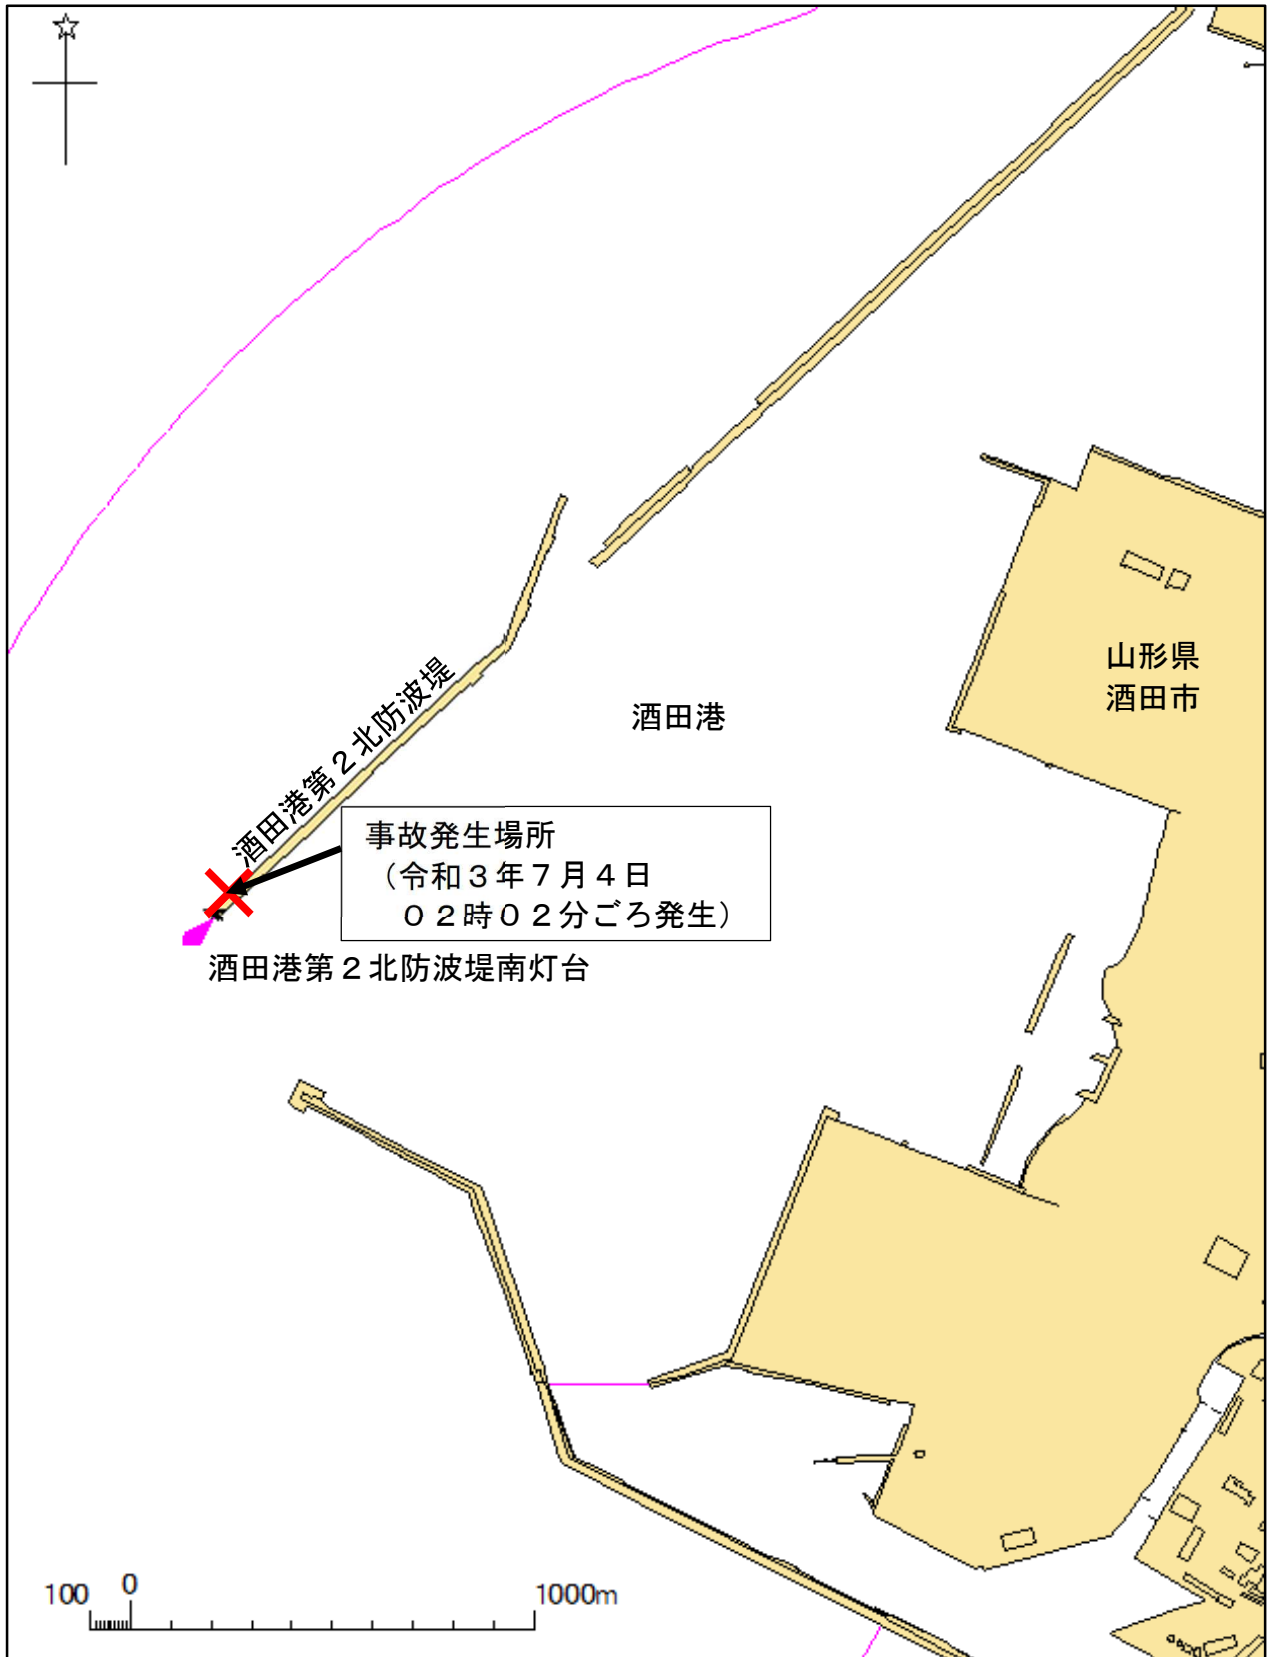 山形県
酒田市
酒田港
酒田港第２北防波堤
事故発生場所
（令和３年７月４日
０２時０２分ごろ発生）
酒田港第２北防波堤南灯台
100 0 1000m